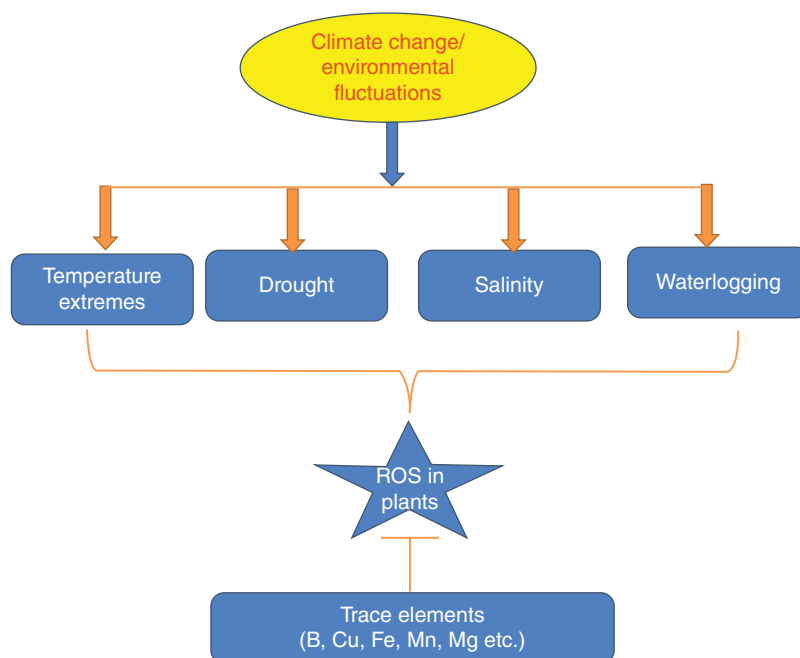 Climate change/
environmental
fluctuations
Temperature
extremes
Drought
Salinity
Waterlogging
ROS in
plants
Trace elements
(B, Cu, Fe, Mn, Mg etc.)